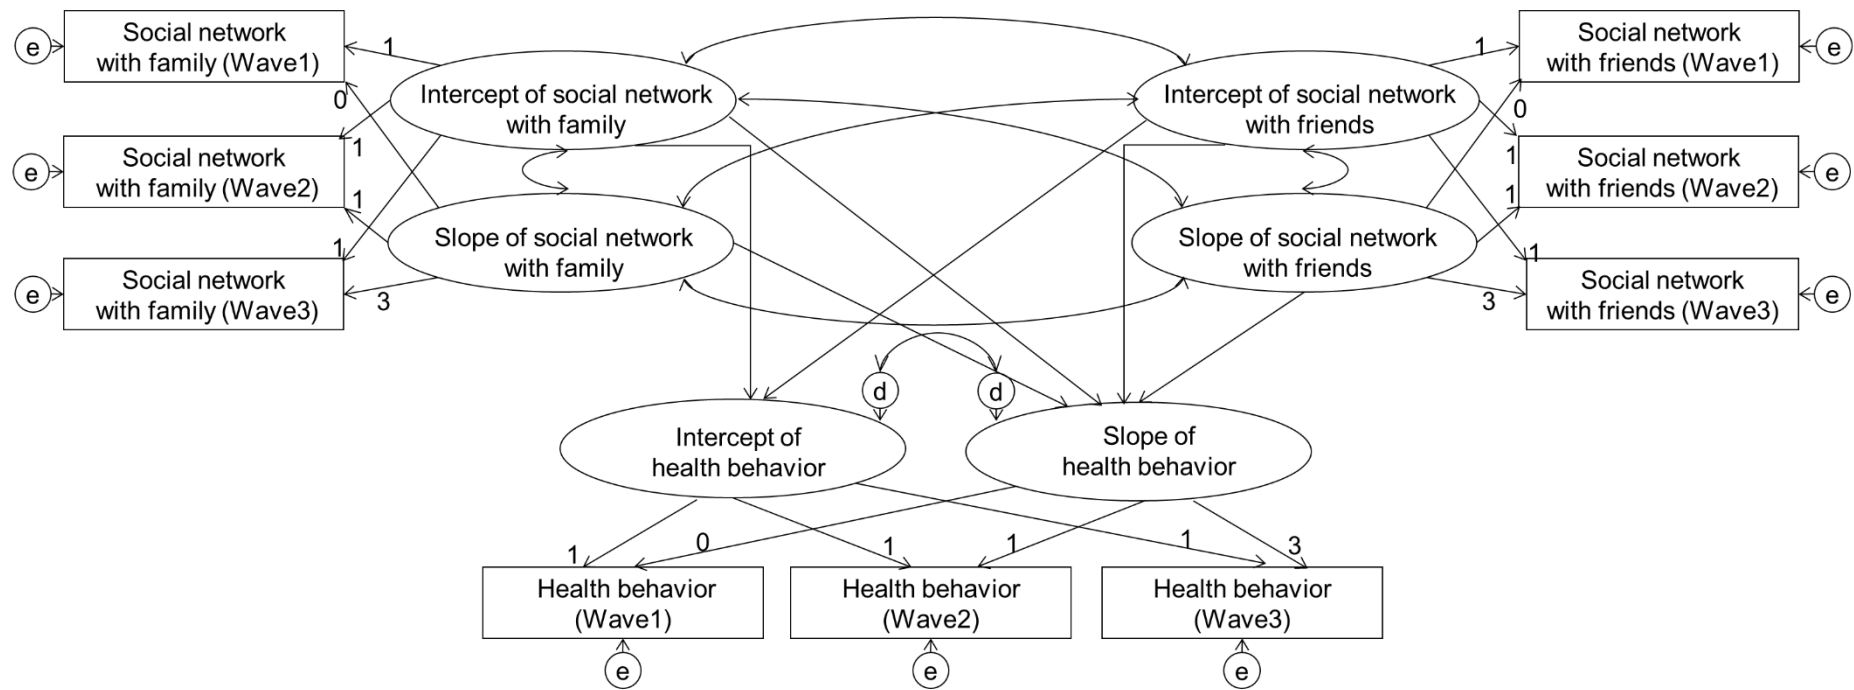 Social network
with family (Wave1)
e
1
0
Social network
with family (Wave2)
e
1
1
Social network
with family (Wave3)
e
1
3
Intercept of social network
with family
Slope of social network
with family
Intercept of social network
with friends
Slope of social network
with friends
Social network
with friends (Wave1)
e
1
0
Social network
with friends (Wave2)
e
1
1
Social network
with friends (Wave3)
e
1
3
d
d
Intercept of
health behavior
Slope of
health behavior
1
0
1
1
1
3
Health behavior
(Wave1)
Health behavior
(Wave2)
Health behavior
(Wave3)
e
e
e